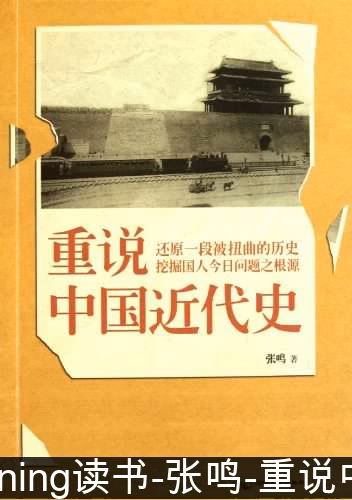 重说
还原一段被扭曲的历史
挖掘国人今日问题之根源
中国近代史
张鸣 著
ning读书-张鸣-重说中